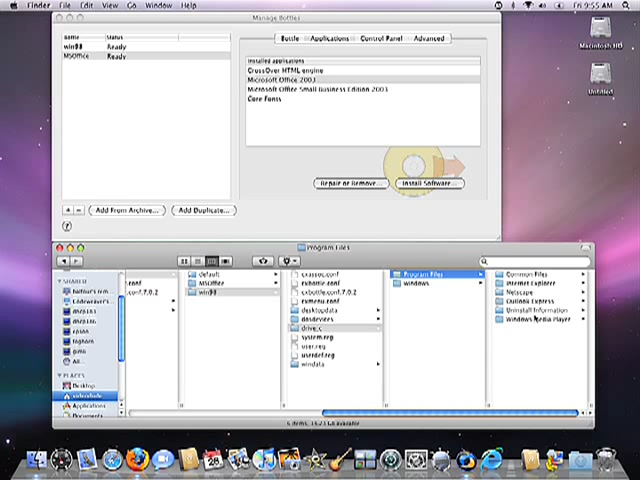 Finder File Edit View Go Window Help
Fri 9:55 AM
Manage Bottles
Macintosh HD
Untitled
Name Status
win98 Ready
MSOffice Ready
Bottle Applications Control Panel Advanced
Installed applications
CrossOver HTML engine
Microsoft Office 2003
Microsoft Office Small Business Edition 2003
Core Fonts
Repair or Remove... Install Software...
+ - Add From Archive... Add Duplicate...
?
Program Files
SHARED
All...
PLACES
Desktop
Applications
Documents
.conf
.conf.7.0.2
default
MSOffice
win98
cxassoc.conf
cxbottle.conf
cxbottle.conf.7.0.2
cxmenu.conf
desktopdata
dosdevices
drive_c
system.reg
user.reg
userdef.reg
windata
Program Files
windows
Common Files
Internet Explorer
Netscape
Outlook Express
Uninstall Information
Windows Media Player
28